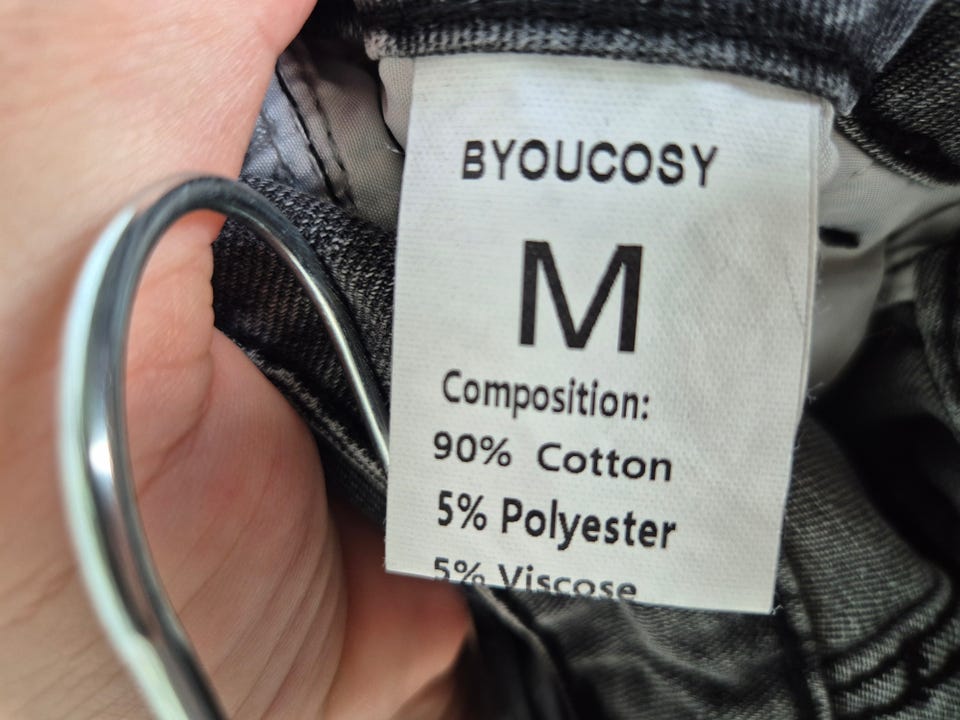 BYOUCOSY
M
Composition:
90% Cotton
5% Polyester
5% Viscose